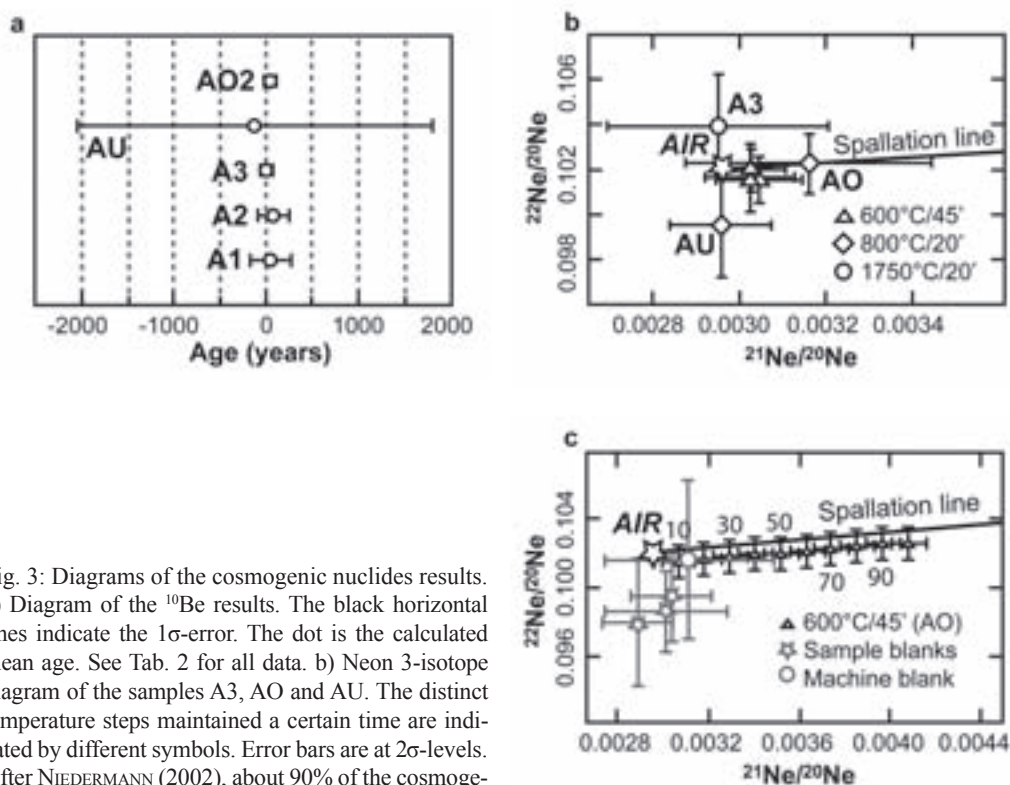 a
AO2
AU
A3
A2
A1
-2000 -1000 0 1000 2000
Age (years)
b
0.106
0.102
0.098
²²Ne/²⁰Ne
A3
AIR
Spallation line
AO
AU
600°C/45'
800°C/20'
1750°C/20'
0.0028 0.0030 0.0032 0.0034
²¹Ne/²⁰Ne
c
0.104
0.100
0.096
²²Ne/²⁰Ne
Spallation line
AIR 10 30 50
70 90
600°C/45' (AO)
Sample blanks
Machine blank
0.0028 0.0032 0.0036 0.0040 0.0044
²¹Ne/²⁰Ne
ig. 3: Diagrams of the cosmogenic nuclides results.
) Diagram of the ¹⁰Be results. The black horizontal
nes indicate the 1σ-error. The dot is the calculated
ean age. See Tab. 2 for all data. b) Neon 3-isotope
iagram of the samples A3, AO and AU. The distinct
emperature steps maintained a certain time are indi-
ated by different symbols. Error bars are at 2σ-levels.
fter NIEDERMANN (2002), about 90% of the cosmoge-